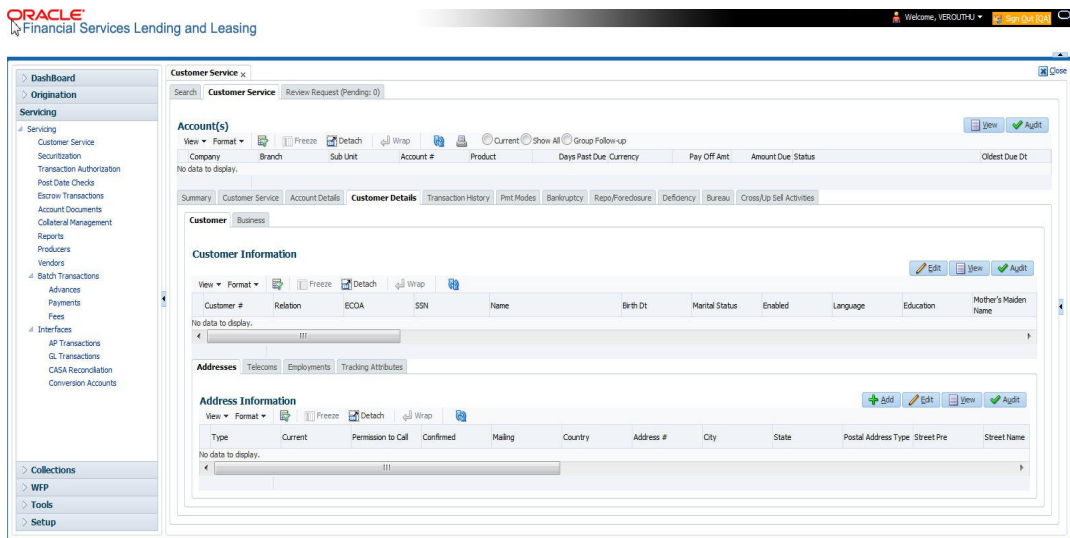 ORACLE
Financial Services Lending and Leasing
Welcome, VEROUTHU
Sign Out [QA]
DashBoard
Origination
Servicing
Servicing
Customer Service
Securitization
Transaction Authorization
Post Date Checks
Escrow Transactions
Account Documents
Collateral Management
Reports
Producers
Vendors
Batch Transactions
Advances
Payments
Fees
Interfaces
AP Transactions
GL Transactions
CASA Reconciliation
Conversion Accounts
Collections
WFP
Tools
Setup
Customer Service x
Close
Search Customer Service Review Request (Pending: 0)
Account(s)
View Audit
View Format Freeze Detach Wrap Current Show All Group Follow-up
Company Branch Sub Unit Account # Product Days Past Due Currency Pay Off Amt Amount Due Status Oldest Due Dt
No data to display.
Summary Customer Service Account Details Customer Details Transaction History Pmt Modes Bankruptcy Repo/Foreclosure Deficiency Bureau Cross/Up Sell Activities
Customer Business
Customer Information
Edit View Audit
View Format Freeze Detach Wrap
Customer # Relation ECOA SSN Name Birth Dt Marital Status Enabled Language Education Mother's Maiden Name
No data to display.
Addresses Telecoms Employments Tracking Attributes
Address Information
Add Edit View Audit
View Format Freeze Detach Wrap
Type Current Permission to Call Confirmed Mailing Country Address # City State Postal Address Type Street Pre Street Name
No data to display.